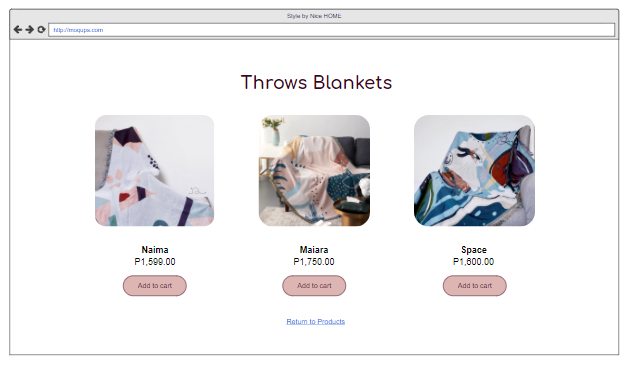 Style by Nice HOME
http://moqups.com
Throws Blankets
Naima
P1,599.00
Add to cart
Maiara
P1,750.00
Add to cart
Space
P1,600.00
Add to cart
Return to Products